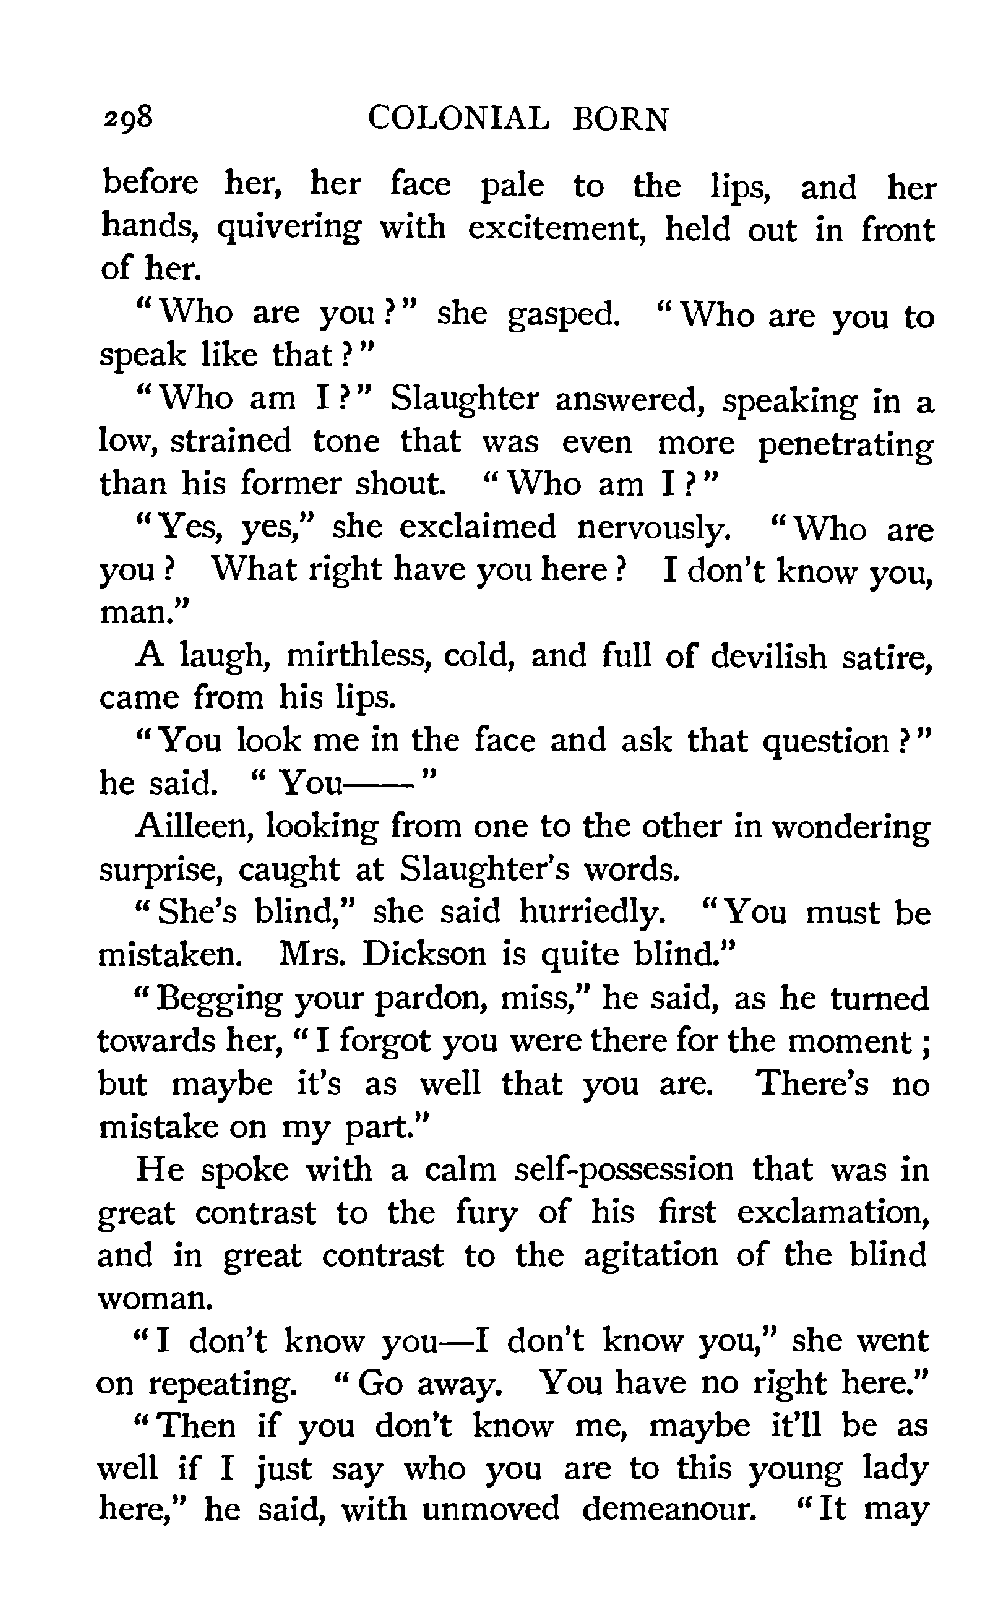 298 COLONIAL BORN
before her, her face pale to the lips, and her
hands, quivering with excitement, held out in front
of her.
“Who are you?” she gasped. “Who are you to
speak like that?”
“Who am I?” Slaughter answered, speaking in a
low, strained tone that was even more penetrating
than his former shout. “Who am I?”
“Yes, yes,” she exclaimed nervously. “Who are
you? What right have you here? I don’t know you,
man.”
A laugh, mirthless, cold, and full of devilish satire,
came from his lips.
“You look me in the face and ask that question?”
he said. “You——”
Ailleen, looking from one to the other in wondering
surprise, caught at Slaughter’s words.
“She’s blind,” she said hurriedly. “You must be
mistaken. Mrs. Dickson is quite blind.”
“Begging your pardon, miss,” he said, as he turned
towards her, “I forgot you were there for the moment;
but maybe it’s as well that you are. There’s no
mistake on my part.”
He spoke with a calm self-possession that was in
great contrast to the fury of his first exclamation,
and in great contrast to the agitation of the blind
woman.
“I don’t know you—I don’t know you,” she went
on repeating. “Go away. You have no right here.”
“Then if you don’t know me, maybe it’ll be as
well if I just say who you are to this young lady
here,” he said, with unmoved demeanour. “It may